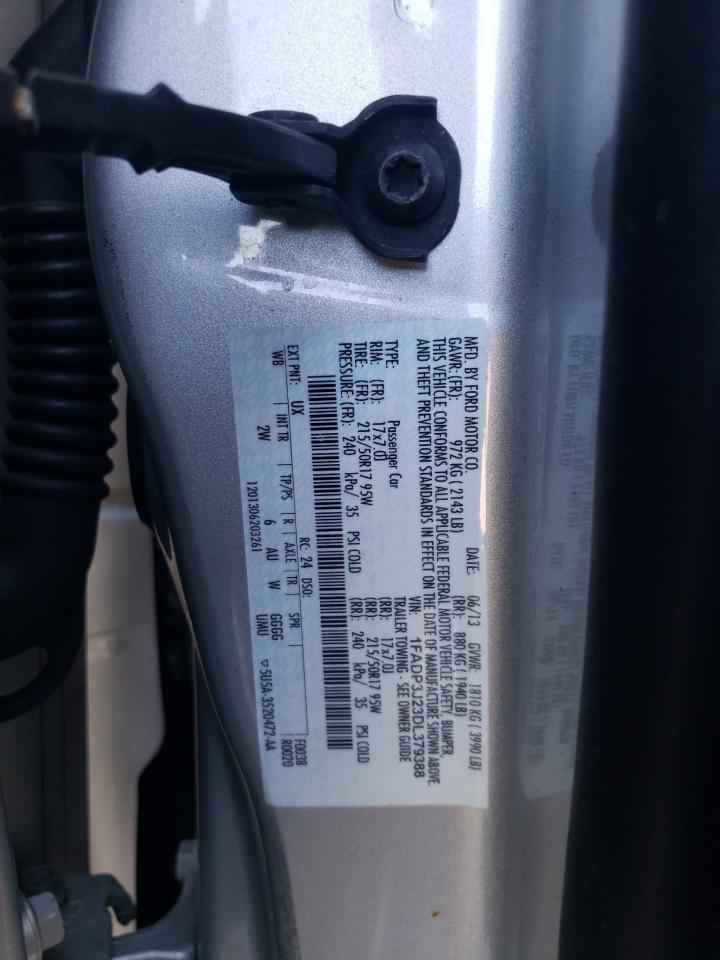 MFD. BY FORD MOTOR CO. DATE: 06/13 GVWR: 1810 KG ( 3990 LB)
GAWR: (FR): 972 KG ( 2143 LB) (RR): 880 KG ( 1940 LB)
THIS VEHICLE CONFORMS TO ALL APPLICABLE FEDERAL MOTOR VEHICLE SAFETY, BUMPER,
AND THEFT PREVENTION STANDARDS IN EFFECT ON THE DATE OF MANUFACTURE SHOWN ABOVE.
VIN: 1FADP3J23DL379388
TYPE: Passenger Car TRAILER TOWING - SEE OWNER GUIDE
RIM: (FR): 17x7.0J (RR): 17x7.0J
TIRE: (FR): 215/50R17 95W (RR): 215/50R17 95W
PRESSURE: (FR): 240 kPa/ 35 PSI COLD (RR): 240 kPa/ 35 PSI COLD
RC: 24 DSO: F0038
EXT PNT: UX R0020
WB INT TR TP/PS R AXLE TR SPR
2W 6 AU W GGGG
UMU
1201306203261 ▽ 5U5A-3520472-AA